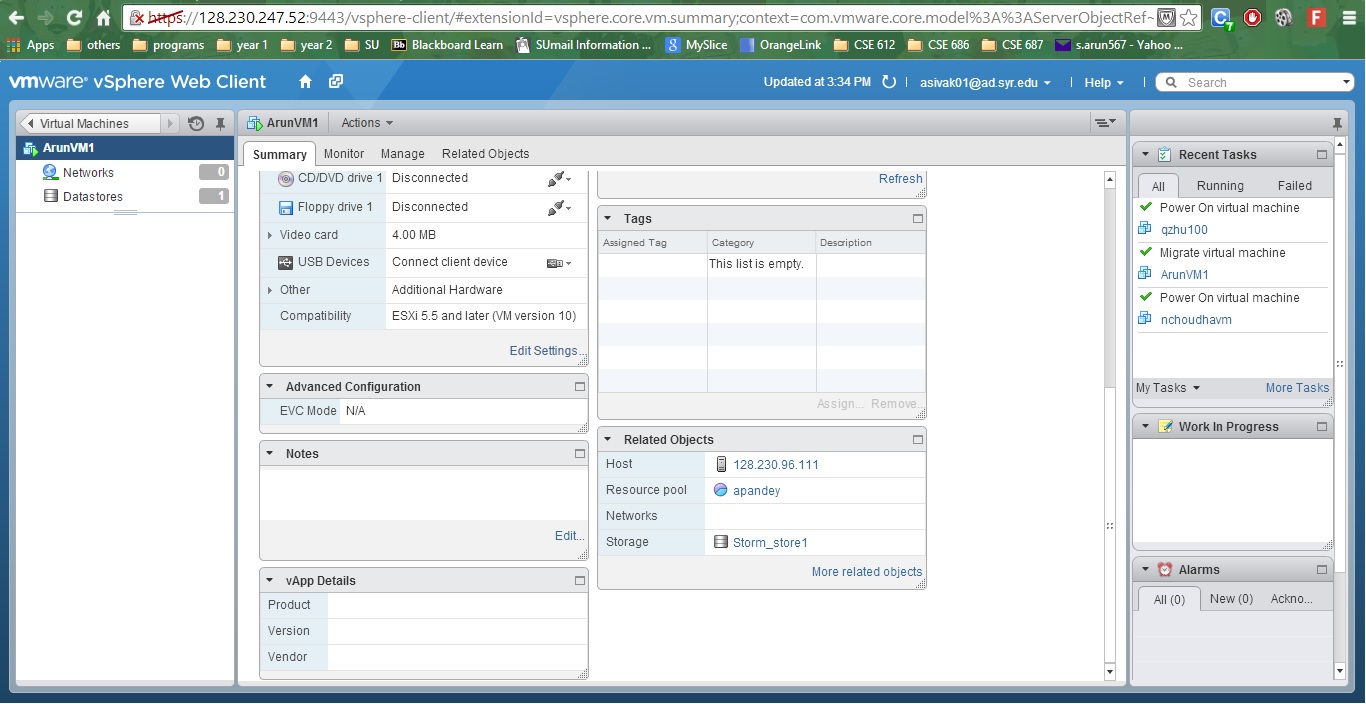 https://128.230.247.52:9443/vsphere-client/#extensionId=vsphere.core.vm.summary;context=com.vmware.core.model%3A%3AServerObjectRef~
Apps others programs year 1 year 2 SU Bb Blackboard Learn SUmail Information ... MySlice OrangeLink CSE 612 CSE 686 CSE 687 s.arun567 - Yahoo ...
vmware® vSphere Web Client Updated at 3:34 PM asivak01@ad.syr.edu Help Search
Virtual Machines
ArunVM1
Networks 0
Datastores 1
ArunVM1 Actions
Summary Monitor Manage Related Objects
CD/DVD drive 1 Disconnected
Floppy drive 1 Disconnected
Video card 4.00 MB
USB Devices Connect client device
Other Additional Hardware
Compatibility ESXi 5.5 and later (VM version 10)
Edit Settings...
Advanced Configuration
EVC Mode N/A
Notes
Edit...
vApp Details
Product
Version
Vendor
Refresh
Tags
Assigned Tag Category Description
This list is empty.
Assign... Remove...
Related Objects
Host 128.230.96.111
Resource pool apandey
Networks
Storage Storm_store1
More related objects
Recent Tasks
All Running Failed
Power On virtual machine
qzhu100
Migrate virtual machine
ArunVM1
Power On virtual machine
nchoudhavm
My Tasks More Tasks
Work In Progress
Alarms
All (0) New (0) Ackno...